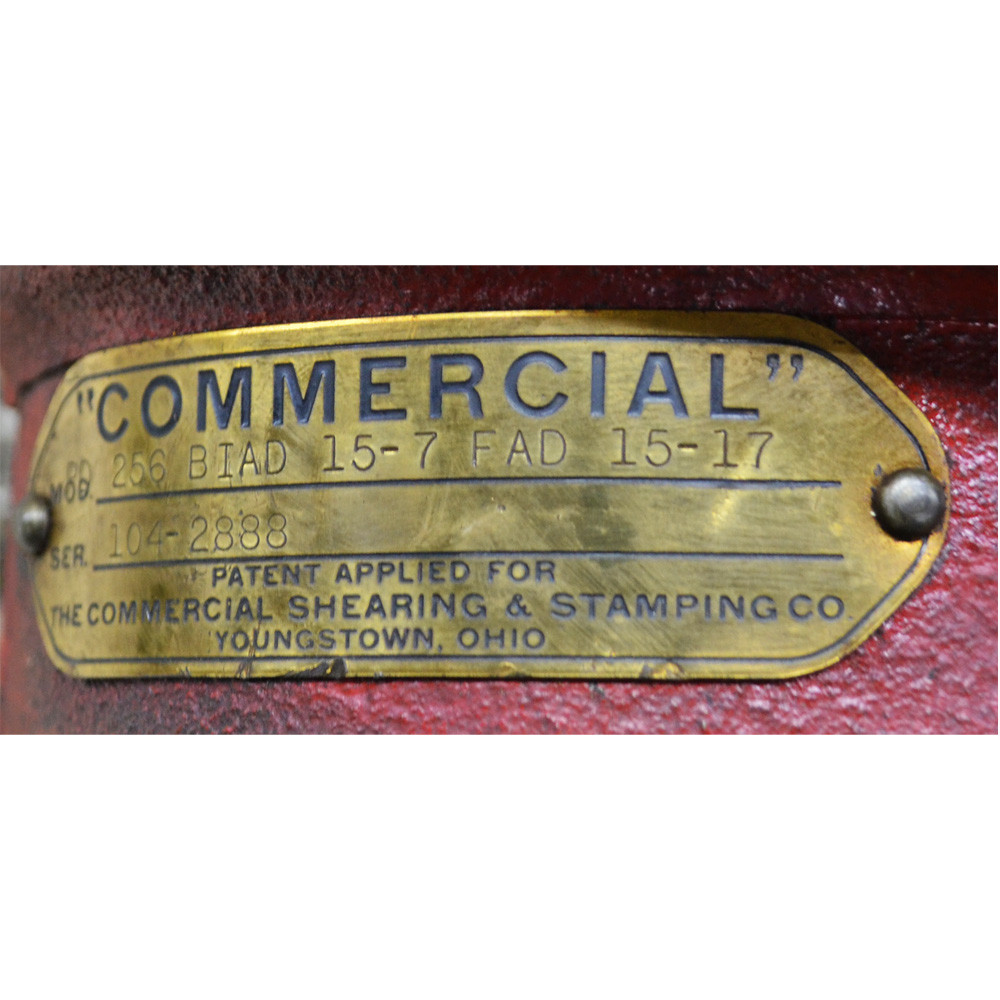 "COMMERCIAL"
MOD. PD 256 BIAD 15-7 FAD 15-17
SER. 104-2888
PATENT APPLIED FOR
THE COMMERCIAL SHEARING & STAMPING CO.
YOUNGSTOWN, OHIO